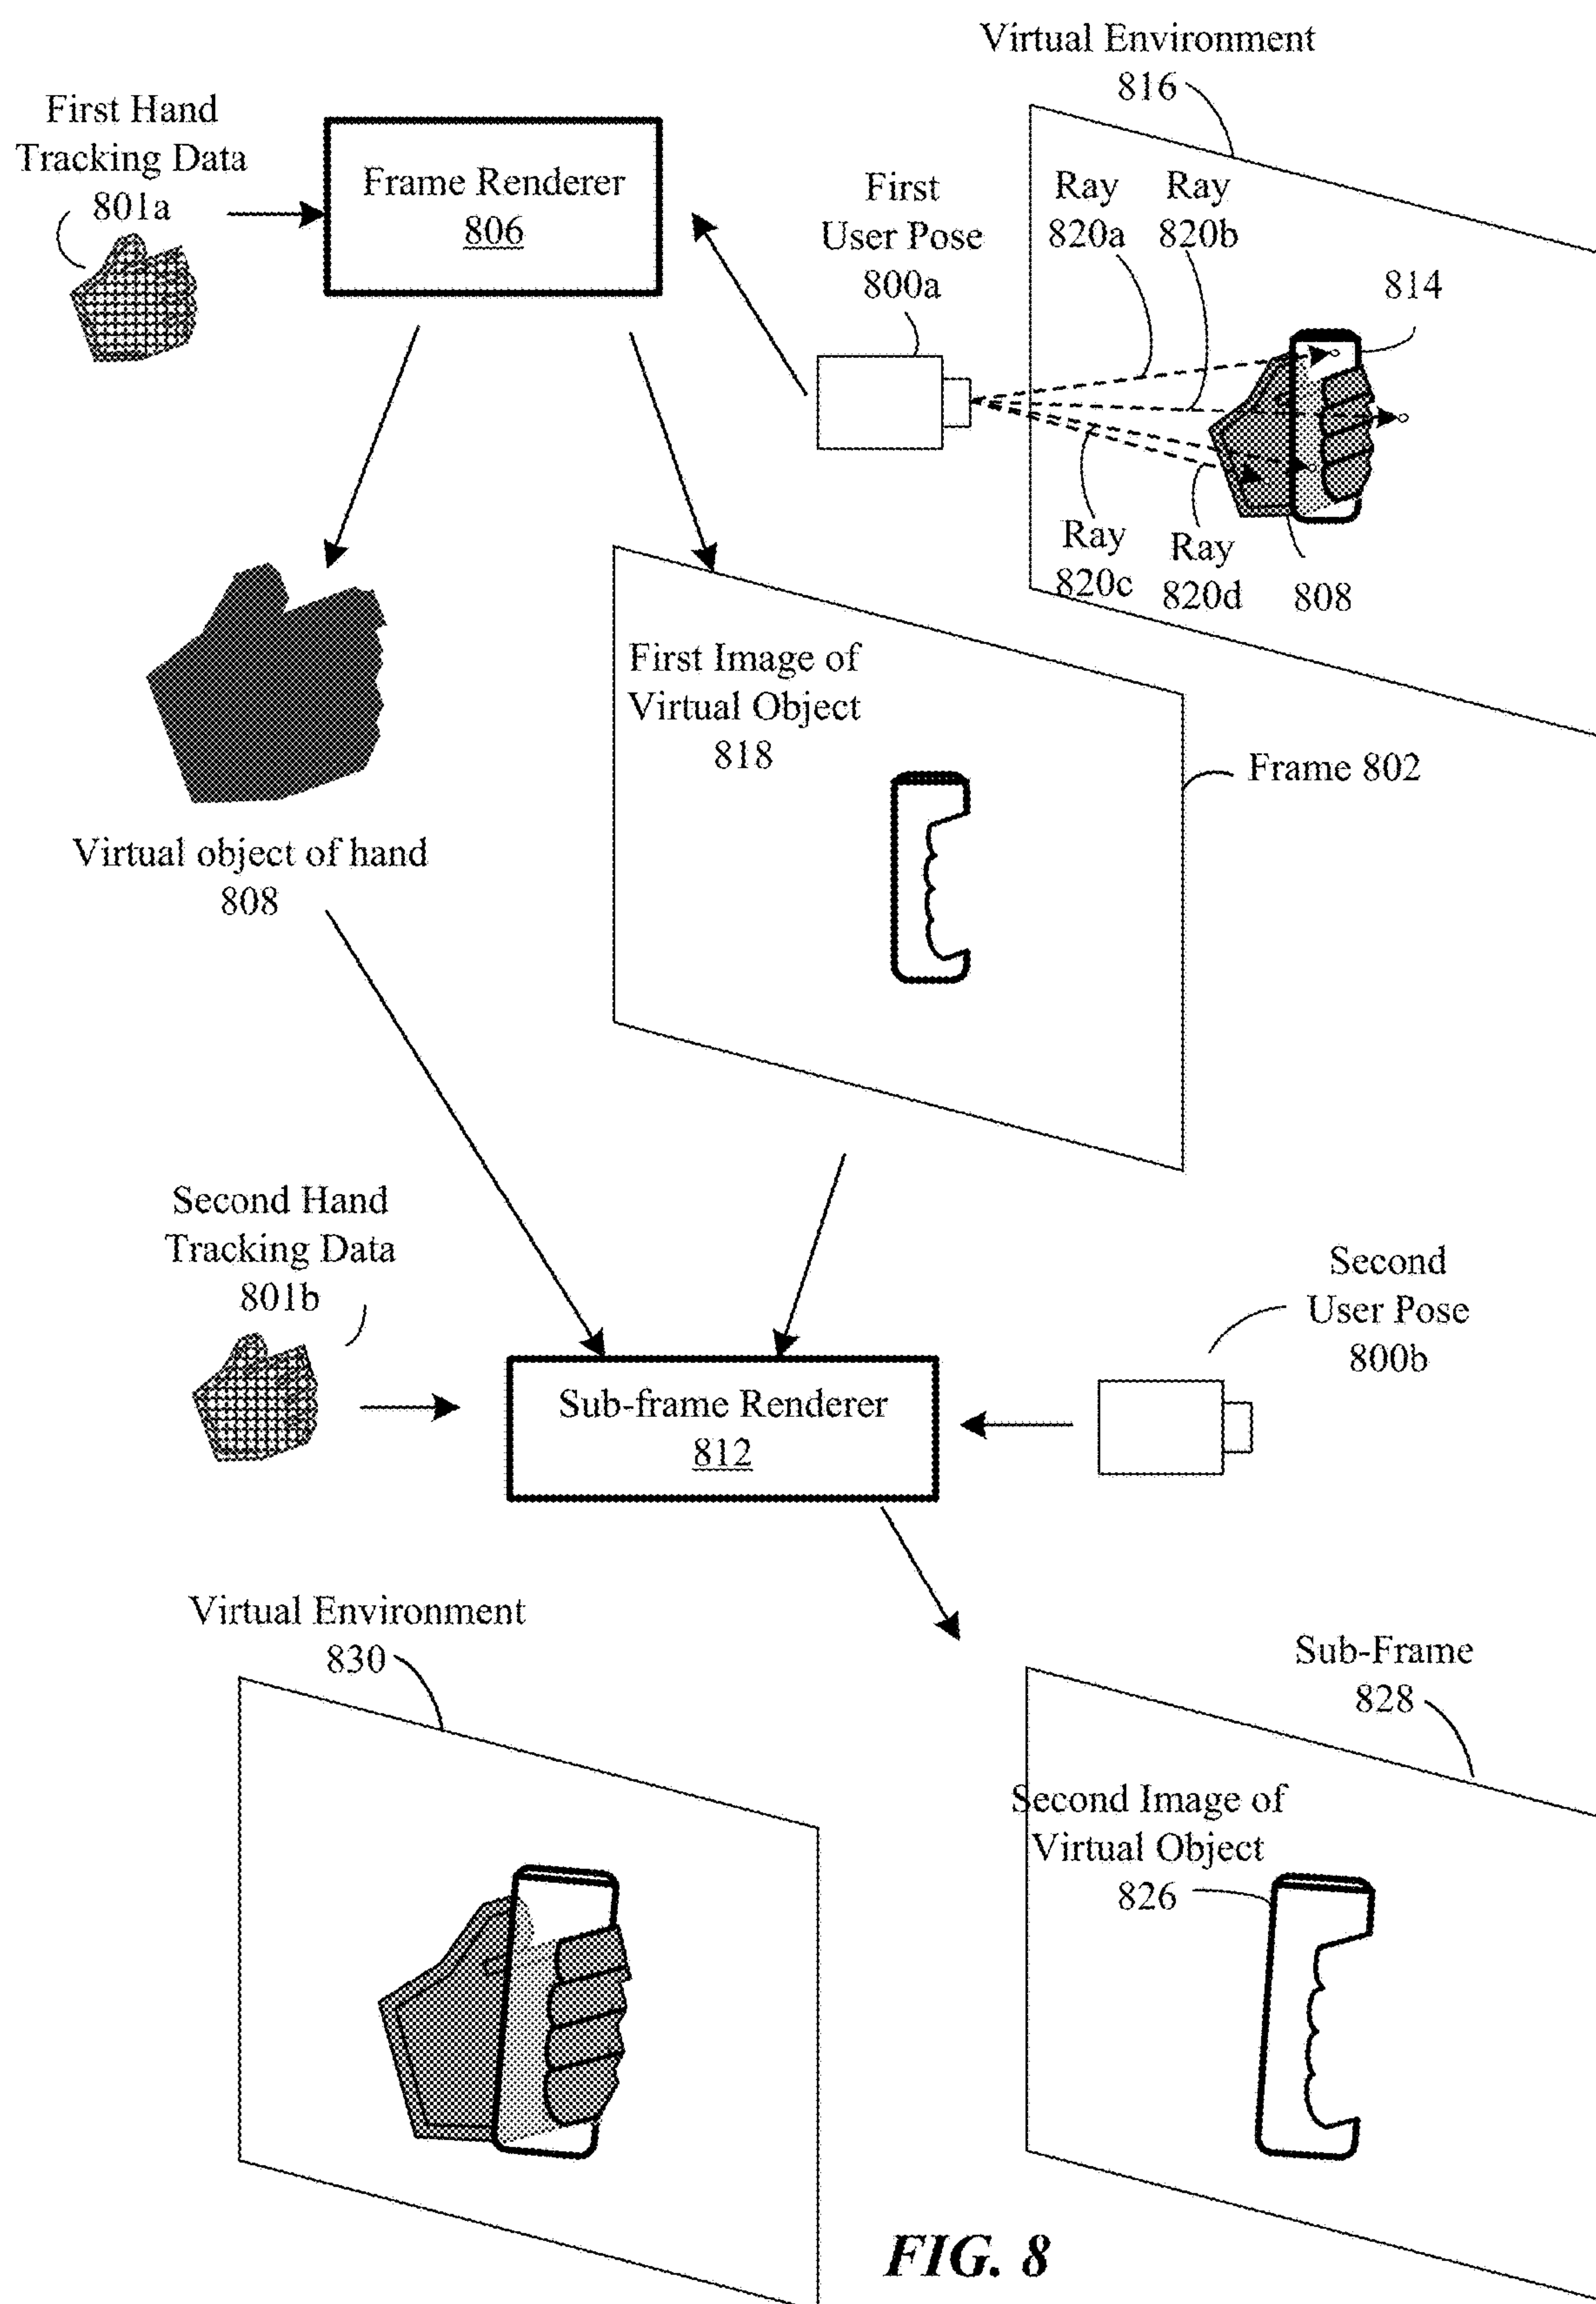 Virtual Environment
816
First Hand
Tracking Data
801a
Frame Renderer
806
First
User Pose
800a
Ray
820a
Ray
820b
814
Ray
820c
Ray
820d
808
First Image of
Virtual Object
818
Frame 802
Virtual object of hand
808
Second Hand
Tracking Data
801b
Second
User Pose
800b
Sub-frame Renderer
812
Virtual Environment
830
Sub-Frame
828
Second Image of
Virtual Object
826
FIG. 8